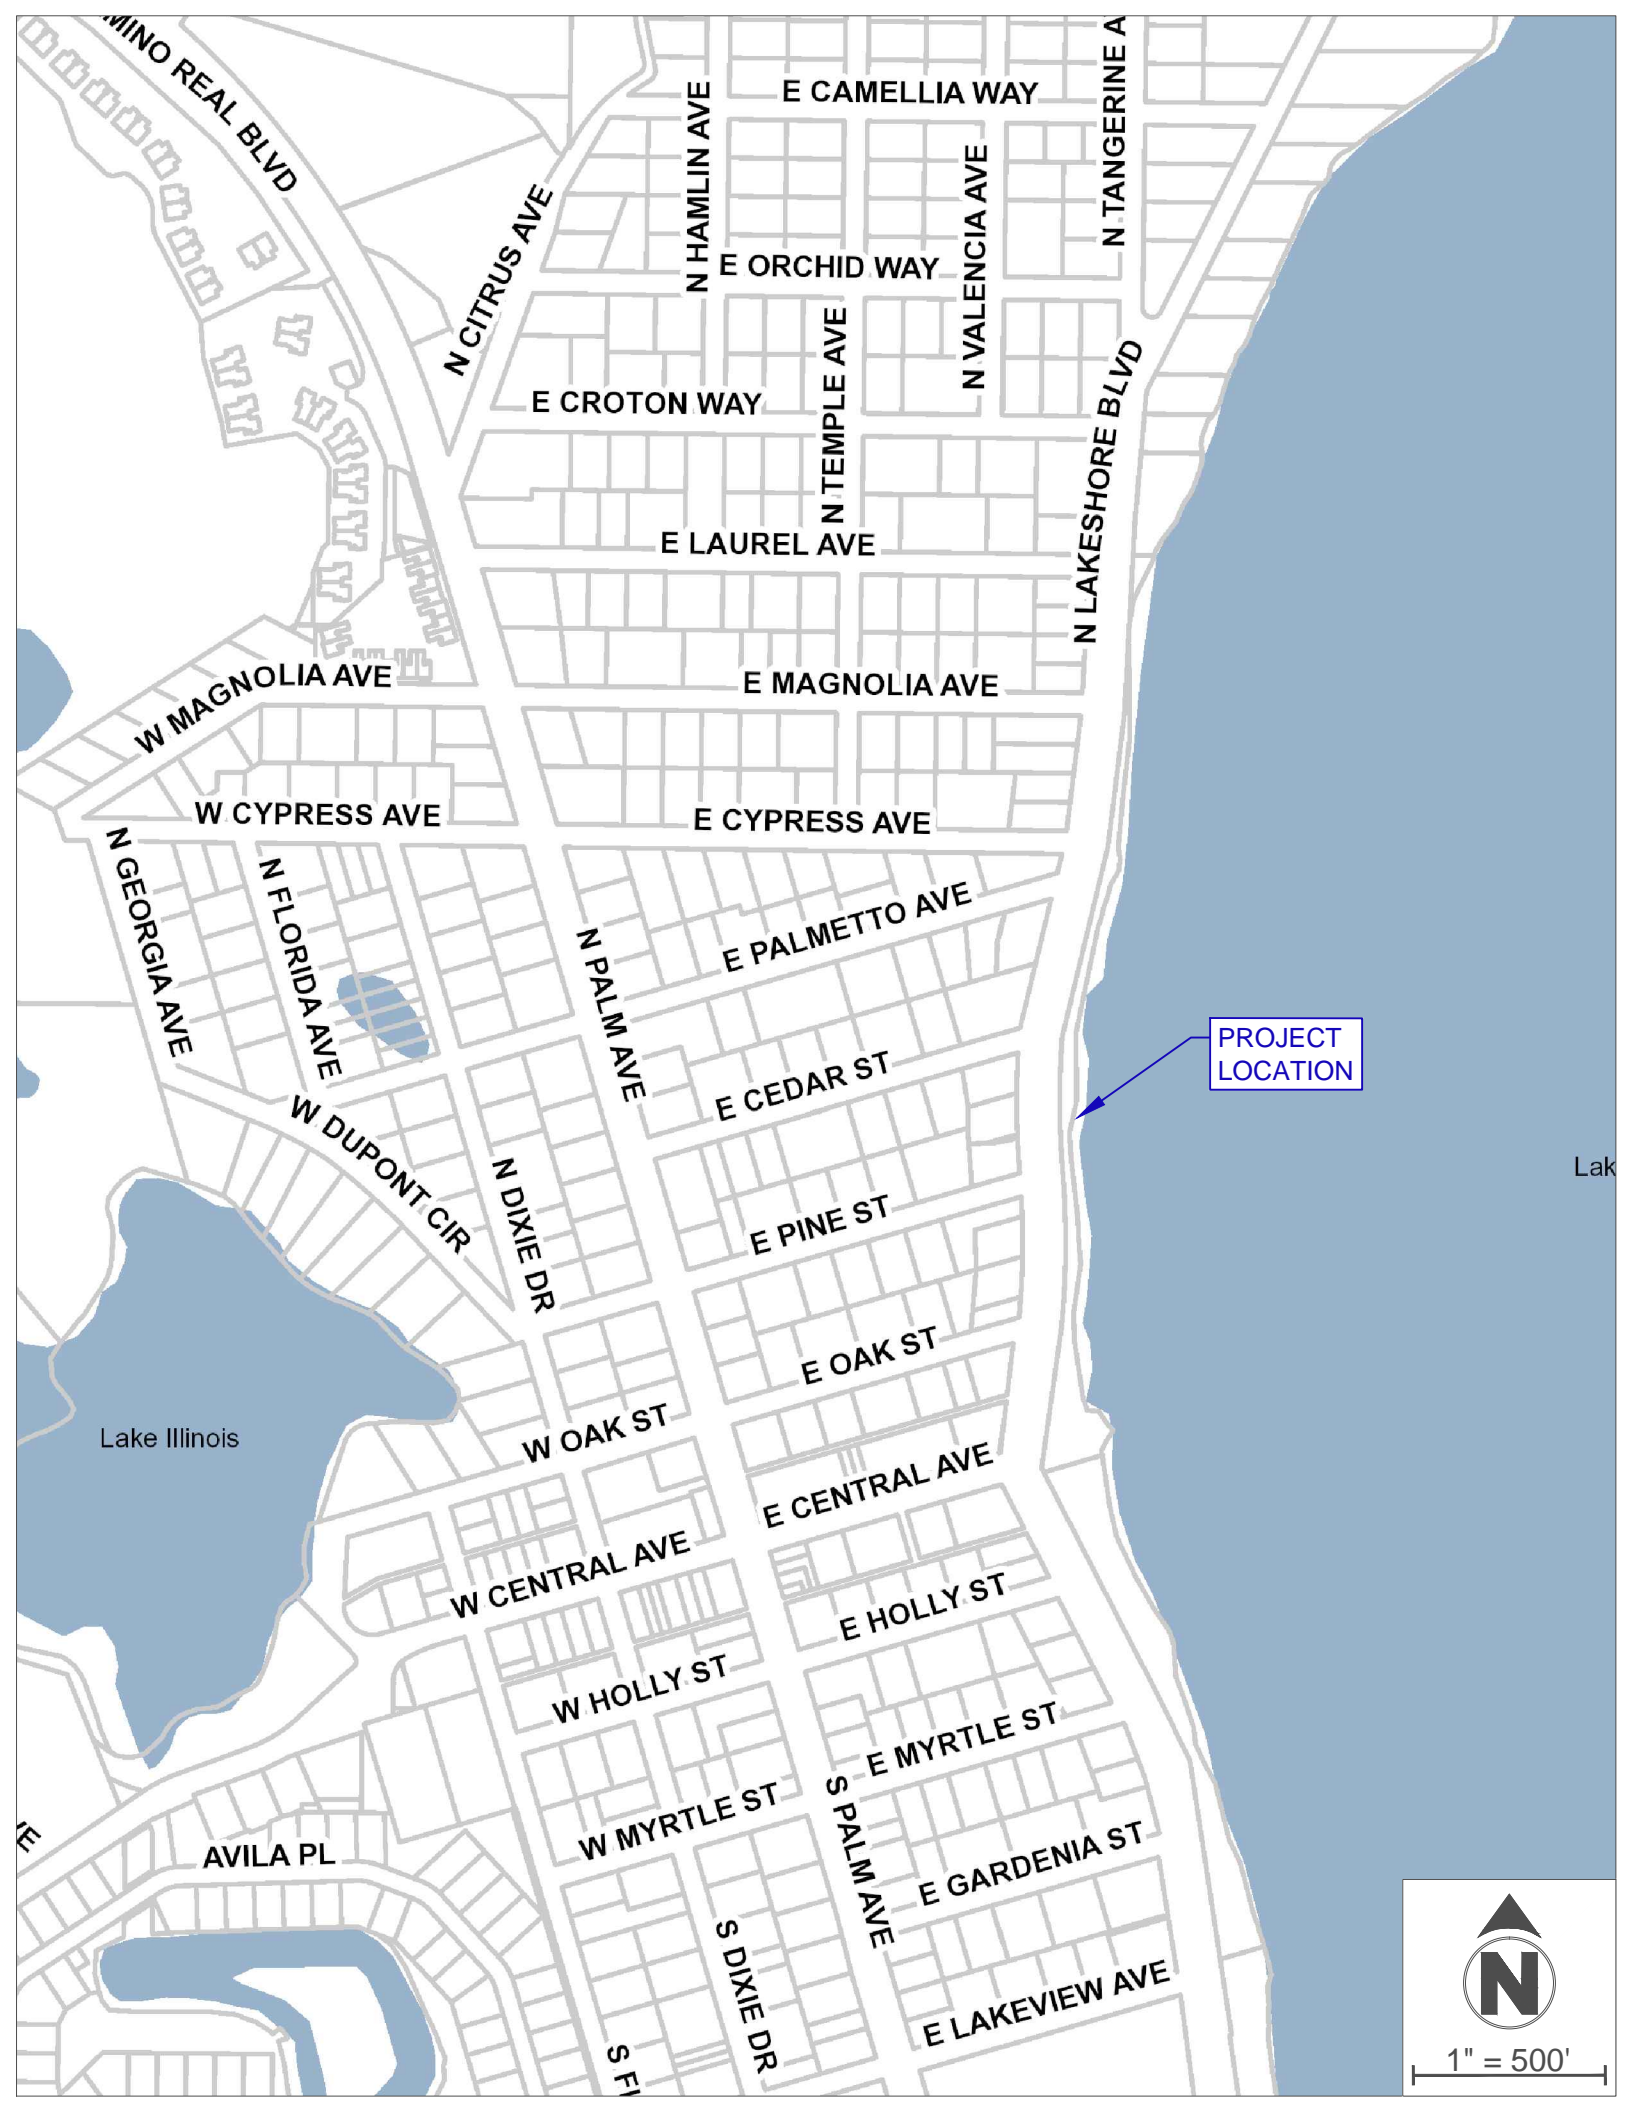 MINO REAL BLVD
E CAMELLIA WAY
N HAMLIN AVE
N TANGERINE A
N CITRUS AVE
N VALENCIA AVE
E ORCHID WAY
N TEMPLE AVE
N LAKESHORE BLVD
E CROTON WAY
E LAUREL AVE
W MAGNOLIA AVE
E MAGNOLIA AVE
W CYPRESS AVE
E CYPRESS AVE
N GEORGIA AVE
N FLORIDA AVE
N PALM AVE
E PALMETTO AVE
PROJECT
LOCATION
E CEDAR ST
W DUPONT CIR
N DIXIE DR
Lak
E PINE ST
E OAK ST
Lake Illinois
W OAK ST
E CENTRAL AVE
W CENTRAL AVE
E HOLLY ST
W HOLLY ST
E MYRTLE ST
W MYRTLE ST
S PALM AVE
VE
AVILA PL
E GARDENIA ST
S DIXIE DR
E LAKEVIEW AVE
S FL
N
1" = 500'